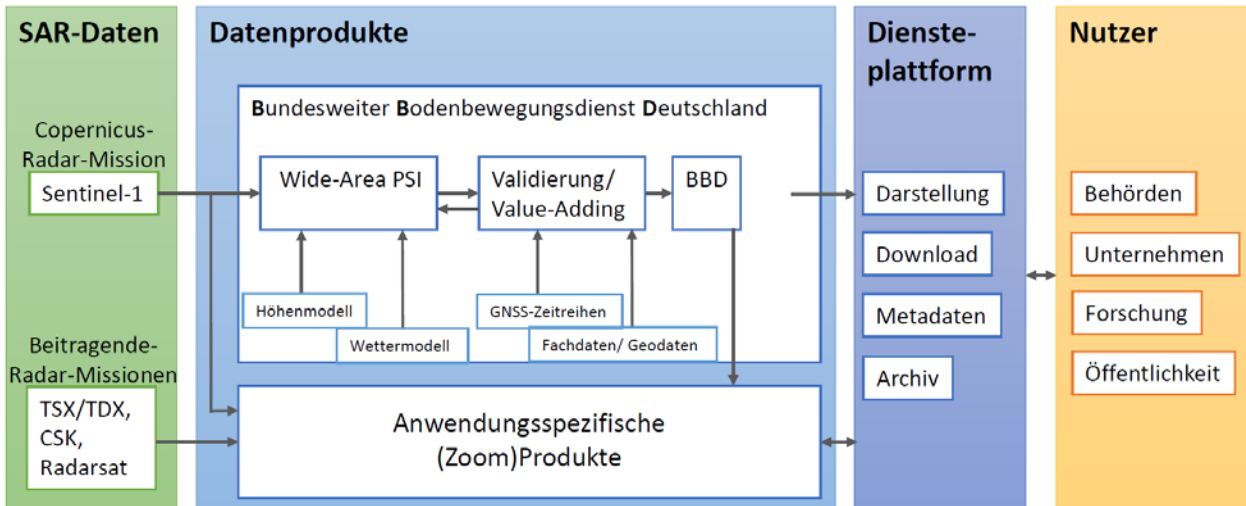 SAR-Daten
Copernicus-
Radar-Mission
Sentinel-1
Beitragende-
Radar-Missionen
TSX/TDX,
CSK,
Radarsat
Datenprodukte
Bundesweiter Bodenbewegungsdienst Deutschland
Wide-Area PSI
Validierung/
Value-Adding
BBD
Höhenmodell
Wettermodell
GNSS-Zeitreihen
Fachdaten/ Geodaten
Anwendungsspezifische
(Zoom)Produkte
Dienste-
plattform
Darstellung
Download
Metadaten
Archiv
Nutzer
Behörden
Unternehmen
Forschung
Öffentlichkeit